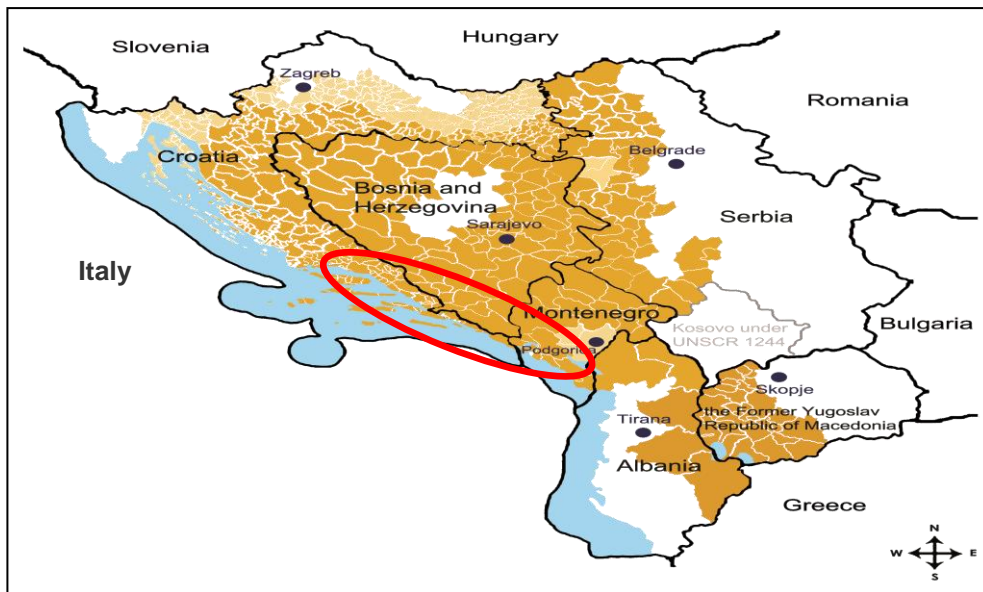 Slovenia
Hungary
Zagreb
Romania
Croatia
Belgrade
Bosnia and
Herzegovina
Serbia
Sarajevo
Italy
Montenegro
Kosovo under
UNSCR 1244
Bulgaria
Podgorica
Skopje
the Former Yugoslav
Republic of Macedonia
Tirana
Albania
Greece
N
W
E
S